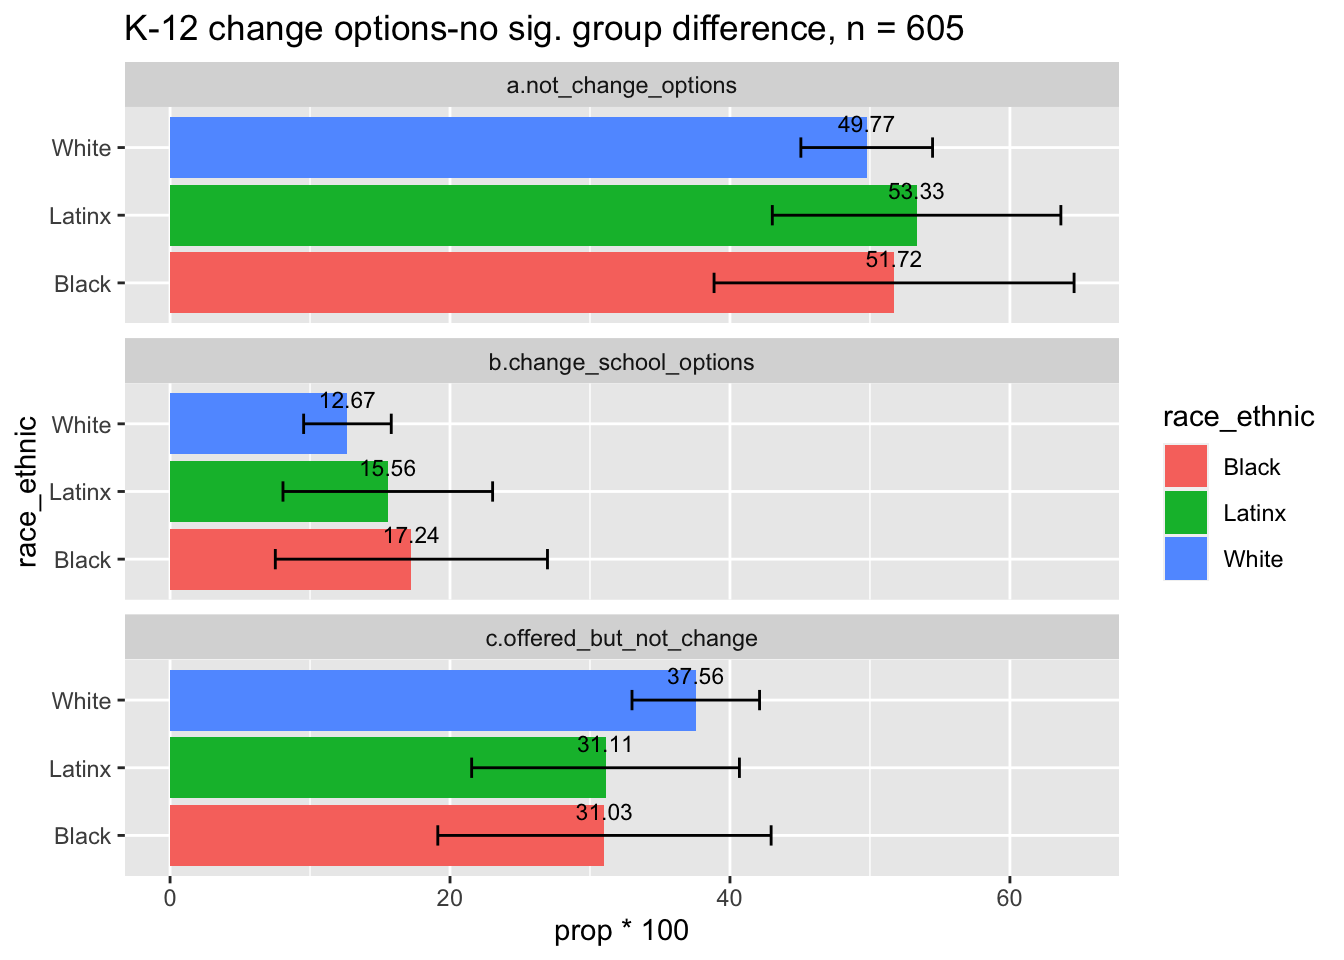 K-12 change options-no sig. group difference, n = 605
a.not_change_options
White
49.77
Latinx
53.33
Black
51.72
b.change_school_options
White
12.67
Latinx
15.56
Black
17.24
c.offered_but_not_change
White
37.56
Latinx
31.11
Black
31.03
0 20 40 60
prop * 100
race_ethnic
race_ethnic
Black
Latinx
White